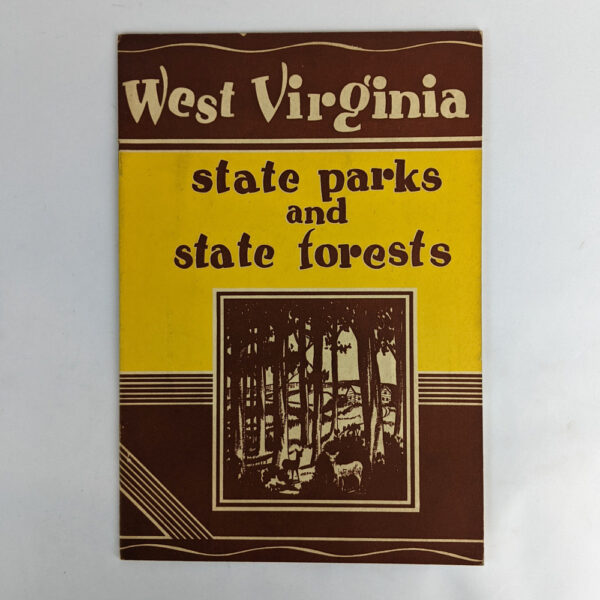 West Virginia
state parks
and
state forests